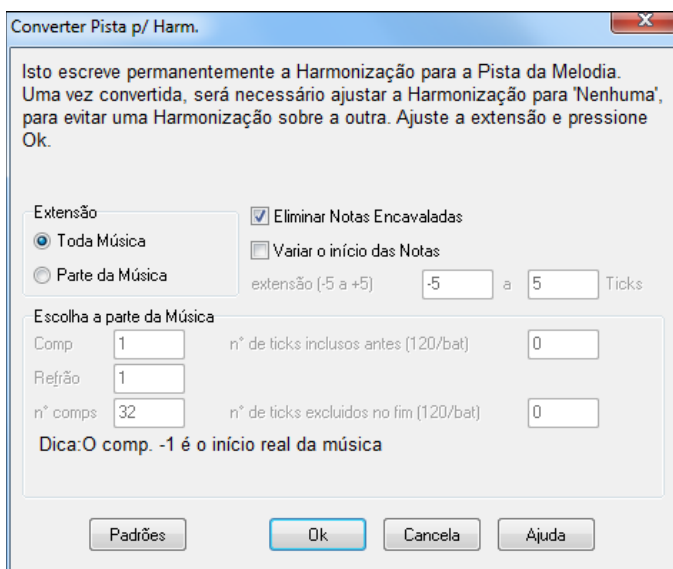 Converter Pista p/ Harm.
Isto escreve permanentemente a Harmonização para a Pista da Melodia.
Uma vez convertida, será necessário ajustar a Harmonização para 'Nenhuma',
para evitar uma Harmonização sobre a outra. Ajuste a extensão e pressione
Ok.
Extensão
Toda Música
Parte da Música
Eliminar Notas Encavaladas
Variar o início das Notas
extensão (-5 a +5) -5 a 5 Ticks
Escolha a parte da Música
Comp 1 n° de ticks inclusos antes (120/bat) 0
Refrão 1
n° comps 32 n° de ticks excluidos no fim (120/bat) 0
Dica:O comp. -1 é o início real da música
Padrões Ok Cancela Ajuda